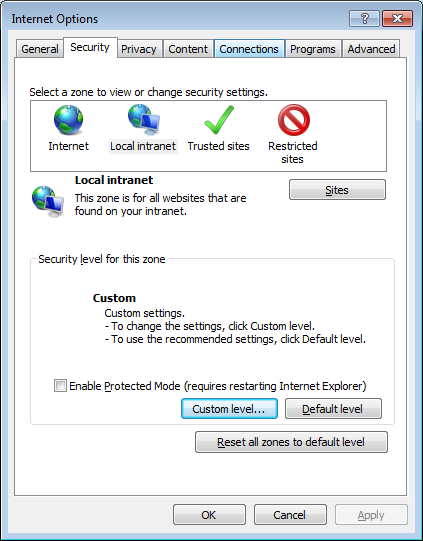 Internet Options
General Security Privacy Content Connections Programs Advanced
Select a zone to view or change security settings.
Internet Local intranet Trusted sites Restricted
sites
Local intranet
Sites
This zone is for all websites that are
found on your intranet.
Security level for this zone
Custom
Custom settings.
- To change the settings, click Custom level.
- To use the recommended settings, click Default level.
Enable Protected Mode (requires restarting Internet Explorer)
Custom level... Default level
Reset all zones to default level
OK Cancel Apply